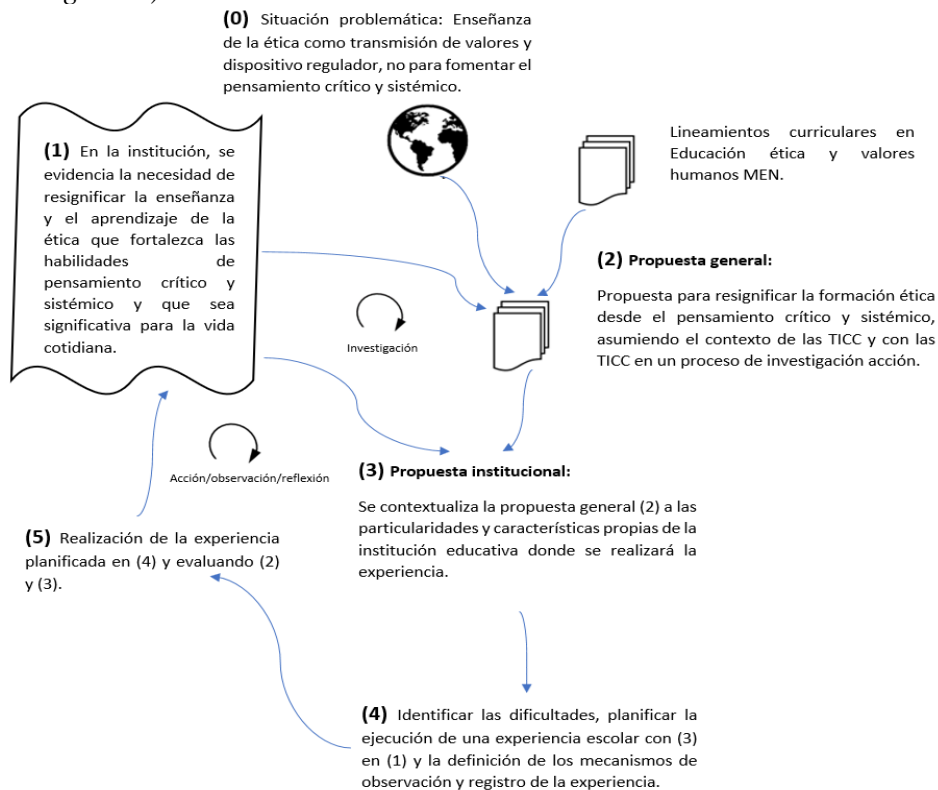 (0) Situación problemática: Enseñanza
de la ética como transmisión de valores y
dispositivo regulador, no para fomentar el
pensamiento crítico y sistémico.
(1) En la institución, se
evidencia la necesidad de
resignificar la enseñanza
y el aprendizaje de la
ética que fortalezca las
habilidades de
pensamiento crítico y
sistémico y que sea
significativa para la vida
cotidiana.
Lineamientos curriculares en
Educación ética y valores
humanos MEN.
(2) Propuesta general:
Propuesta para resignificar la formación ética
desde el pensamiento crítico y sistémico,
asumiendo el contexto de las TICC y con las
TICC en un proceso de investigación acción.
Investigación
Acción/observación/reflexión
(3) Propuesta institucional:
Se contextualiza la propuesta general (2) a las
particularidades y características propias de la
institución educativa donde se realizará la
experiencia.
(5) Realización de la experiencia
planificada en (4) y evaluando (2)
y (3).
(4) Identificar las dificultades, planificar la
ejecución de una experiencia escolar con (3)
en (1) y la definición de los mecanismos de
observación y registro de la experiencia.